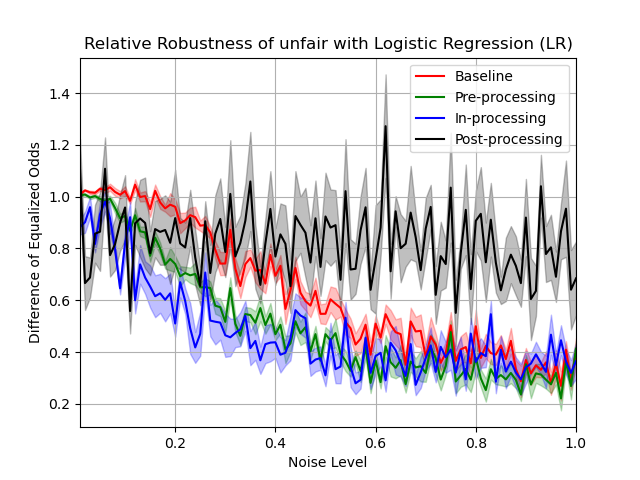 Relative Robustness of unfair with Logistic Regression (LR)
Baseline
Pre-processing
In-processing
Post-processing
Difference of Equalized Odds
1.4
1.2
1.0
0.8
0.6
0.4
0.2
0.2
0.4
0.6
0.8
1.0
Noise Level